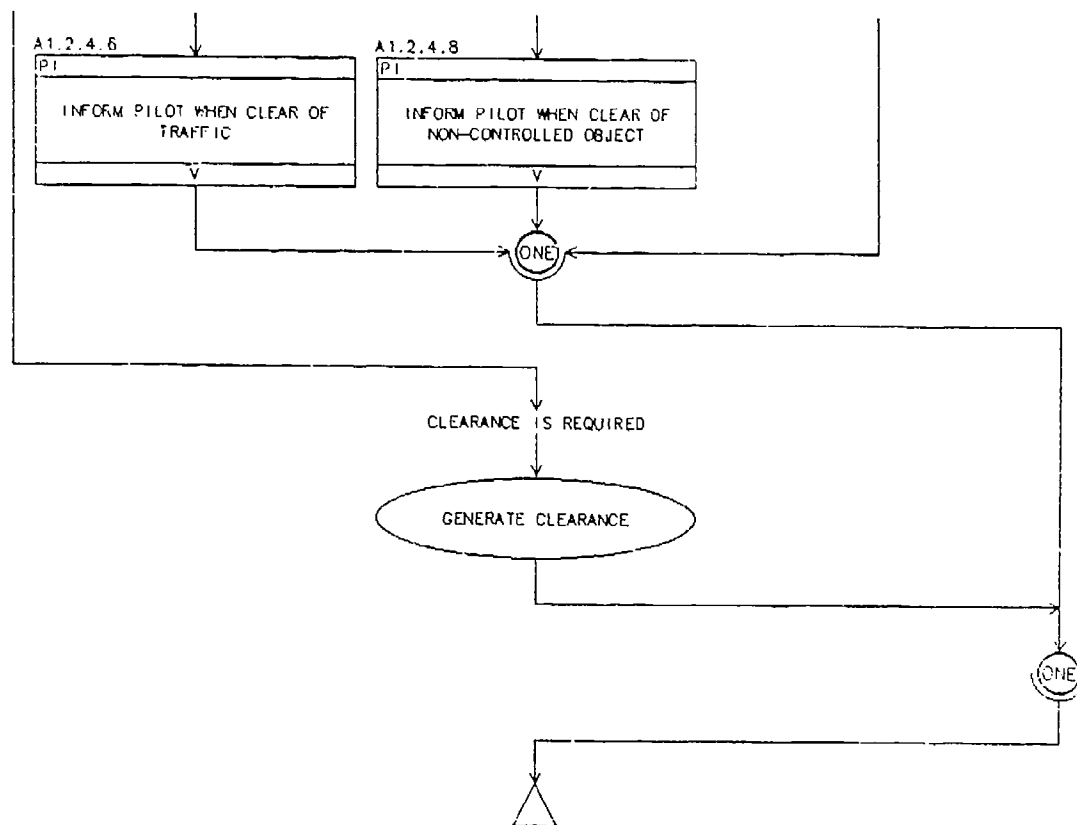 A1.2.4.6
A1.2.4.8
PI
PI
INFORM PILOT WHEN CLEAR OF
TRAFFIC
INFORM PILOT WHEN CLEAR OF
NON-CONTROLLED OBJECT
V
V
ONE
CLEARANCE IS REQUIRED
GENERATE CLEARANCE
ONE